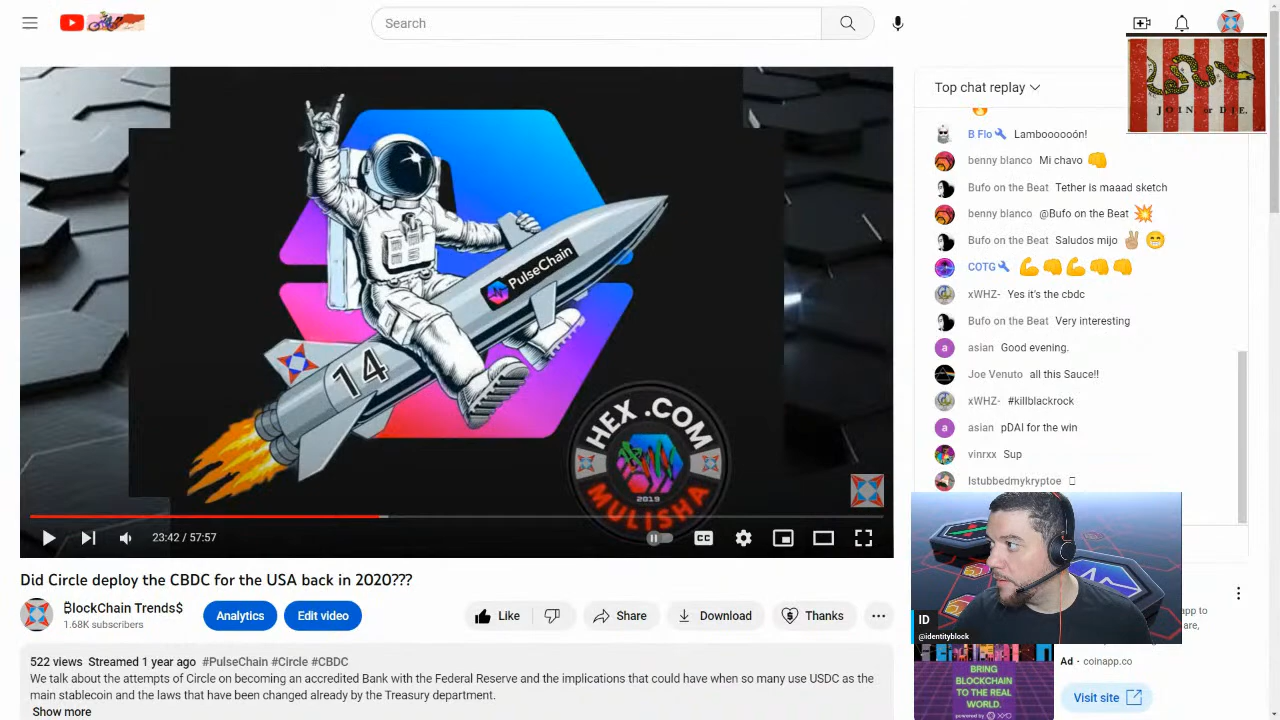 Search
JOIN, or DIE.
Top chat replay
B Flo Lamboooooón!
benny blanco Mi chavo
Bufo on the Beat Tether is maaad sketch
benny blanco @Bufo on the Beat
Bufo on the Beat Saludos mijo
COTG
xWHZ- Yes it's the cbdc
Bufo on the Beat Very interesting
asian Good evening.
Joe Venuto all this Sauce!!
xWHZ- #killblackrock
asian pDAI for the win
vinrxx Sup
Istubbedmykryptoe
PulseChain
14
HEX.COM
2019
MULISHA
23:42 / 57:57
CC
Did Circle deploy the CBDC for the USA back in 2020???
₿lockChain Trends$
1.68K subscribers
Analytics
Edit video
Like
Share
Download
Thanks
522 views Streamed 1 year ago #PulseChain #Circle #CBDC
We talk about the attempts of Circle
ed Bank with the Federal Reserve and the implications that could have when so many use USDC as the
main stablecoin and the laws that have been changed already by the Treasury department.
Show more
ID
@identityblock
app to
are,
BRING
BLOCKCHAIN
TO THE REAL
WORLD.
powered by
Ad · coinapp.co
Visit site